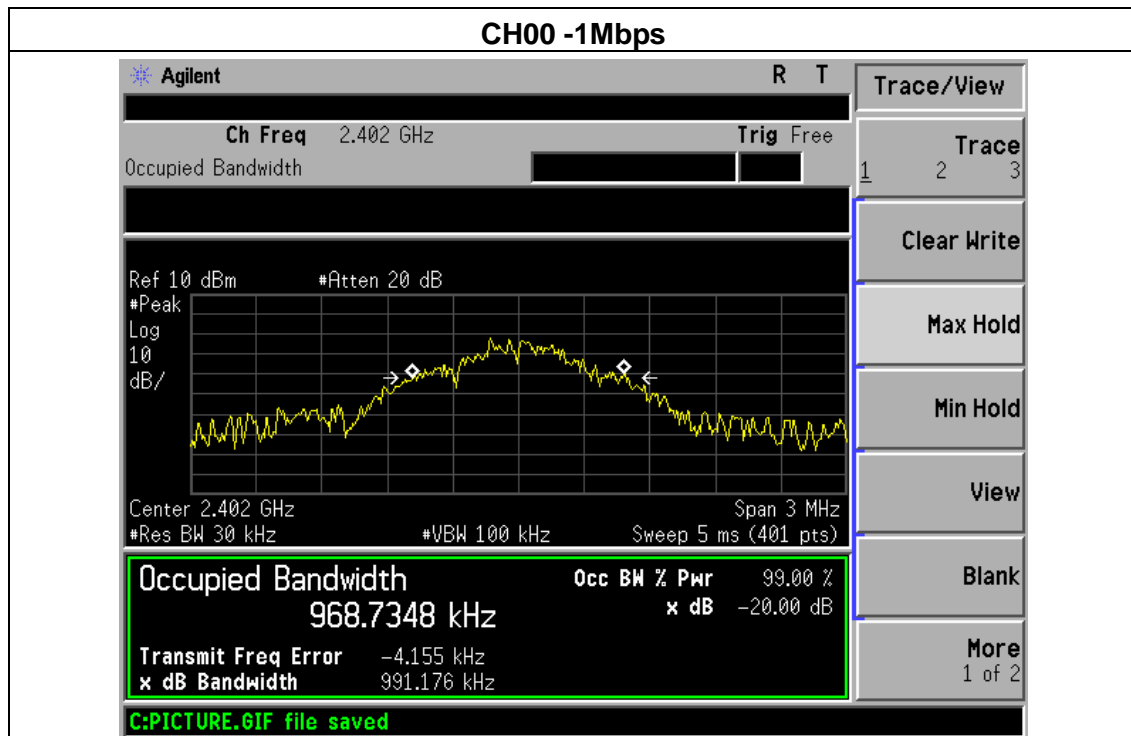 CH00 -1Mbps
Agilent R T
Ch Freq 2.402 GHz Trig Free
Occupied Bandwidth
Ref 10 dBm #Atten 20 dB
#Peak
Log
10
dB/
Center 2.402 GHz Span 3 MHz
#Res BW 30 kHz #VBW 100 kHz Sweep 5 ms (401 pts)
Occupied Bandwidth Occ BW % Pwr 99.00 %
968.7348 kHz x dB -20.00 dB
Transmit Freq Error -4.155 kHz
x dB Bandwidth 991.176 kHz
C:PICTURE.GIF file saved
Trace/View
Trace
1 2 3
Clear Write
Max Hold
Min Hold
View
Blank
More
1 of 2